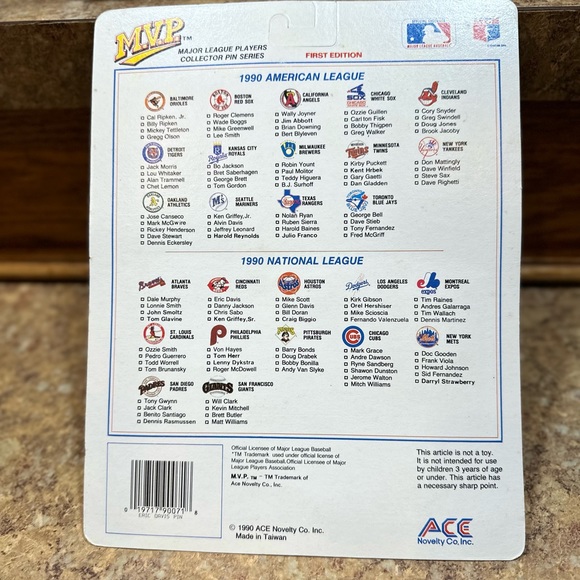 M.V.P. TM
MAJOR LEAGUE PLAYERS
COLLECTOR PIN SERIES
FIRST EDITION
1990 AMERICAN LEAGUE
BALTIMORE ORIOLES
Cal Ripken, Jr.
Billy Ripken
Mickey Tettleton
Gregg Olson
BOSTON RED SOX
Roger Clemens
Wade Boggs
Mike Greenwell
Lee Smith
CALIFORNIA ANGELS
Wally Joyner
Jim Abbott
Brian Downing
Bert Blyleven
CHICAGO WHITE SOX
Ozzie Guillen
Carlton Fisk
Bobby Thigpen
Greg Walker
CLEVELAND INDIANS
Cory Snyder
Greg Swindell
Doug Jones
Brook Jacoby
DETROIT TIGERS
Jack Morris
Lou Whitaker
Alan Trammell
Chet Lemon
KANSAS CITY ROYALS
Bo Jackson
Bret Saberhagen
George Brett
Tom Gordon
MILWAUKEE BREWERS
Robin Yount
Paul Molitor
Teddy Higuera
B.J. Surhoff
MINNESOTA TWINS
Kirby Puckett
Kent Hrbek
Gary Gaetti
Dan Gladden
NEW YORK YANKEES
Don Mattingly
Dave Winfield
Steve Sax
Dave Righetti
OAKLAND ATHLETICS
Jose Canseco
Mark McGwire
Rickey Henderson
Dave Stewart
Dennis Eckersley
SEATTLE MARINERS
Ken Griffey, Jr.
Alvin Davis
Jeffrey Leonard
Harold Reynolds
TEXAS RANGERS
Nolan Ryan
Ruben Sierra
Harold Baines
Julio Franco
TORONTO BLUE JAYS
George Bell
Dave Stieb
Tony Fernandez
Fred McGriff
1990 NATIONAL LEAGUE
Braves
ATLANTA BRAVES
Dale Murphy
Lonnie Smith
John Smoltz
Tom Glavine
CINCINNATI REDS
Eric Davis
Danny Jackson
Chris Sabo
Ken Griffey, Sr.
HOUSTON ASTROS
Mike Scott
Glenn Davis
Bill Doran
Craig Biggio
Dodgers
LOS ANGELES DODGERS
Kirk Gibson
Orel Hershiser
Mike Scioscia
Fernando Valenzuela
expos
MONTREAL EXPOS
Tim Raines
Andres Galarraga
Tim Wallach
Dennis Martinez
ST. LOUIS CARDINALS
Ozzie Smith
Pedro Guerrero
Todd Worrell
Tom Brunansky
PHILADELPHIA PHILLIES
Von Hayes
Tom Herr
Lenny Dykstra
Roger McDowell
PITTSBURGH PIRATES
Barry Bonds
Doug Drabek
Bobby Bonilla
Andy Van Slyke
CUBS
CHICAGO CUBS
Mark Grace
Andre Dawson
Ryne Sandberg
Shawon Dunston
Jerome Walton
Mitch Williams
NEW YORK METS
Doc Gooden
Frank Viola
Howard Johnson
Sid Fernandez
Darryl Strawberry
PADRES
SAN DIEGO PADRES
Tony Gwynn
Jack Clark
Benito Santiago
Dennis Rasmussen
GIANTS
SAN FRANCISCO GIANTS
Will Clark
Kevin Mitchell
Brett Butler
Matt Williams
Official Licensee of Major League Baseball
"TM Trademark used under official license of
Major League Baseball. Official Licensee of Major
League Players Association
M.V.P. TM — TM Trademark of
Ace Novelty Co., Inc.
This article is not a toy.
It is not intended for use
by children 3 years of age
or under. This article has
a necessary sharp point.
0 19717 90071 8
ERIC DAVIS PIN
© 1990 ACE Novelty Co. Inc.
Made in Taiwan
ACE
Novelty Co., Inc.